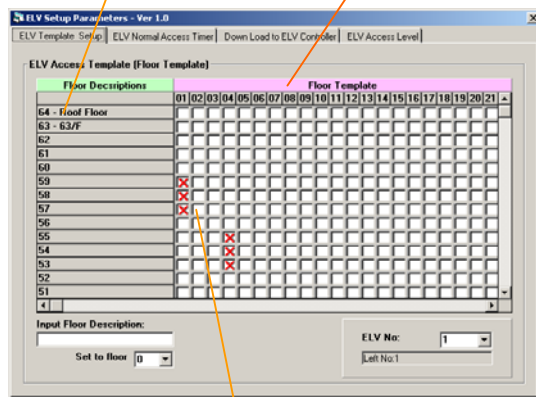 ELV Setup Parameters - Ver 1.0
ELV Template Setup ELV Normal Access Timer Down Load to ELV Controller ELV Access Level
ELV Access Template (Floor Template)
Floor Decsriptions Floor Template
01 02 03 04 05 06 07 08 09 10 11 12 13 14 15 16 17 18 19 20 21
64 - Roof Floor
63 - 63/F
62
61
60
59
58
57
56
55
54
53
52
51
Input Floor Description:
ELV No: 1
Set to floor 0
Left No:1